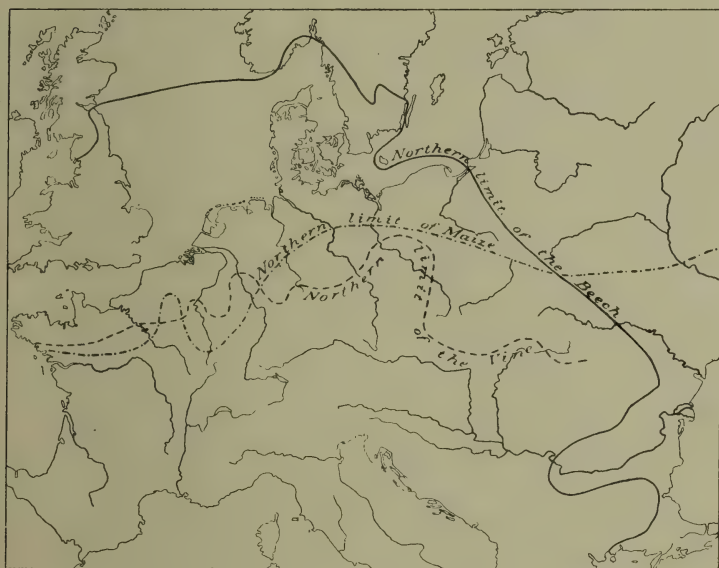 Northern limit of the Beech
Northern limit of Maize
Northern limit of the Vine